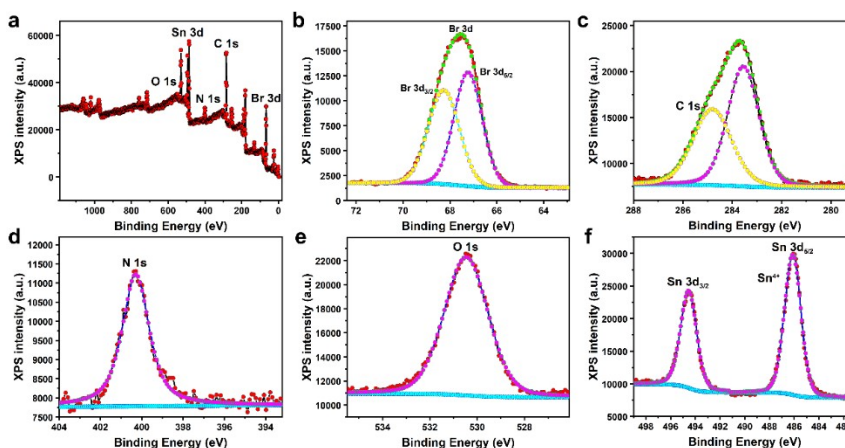 a
XPS intensity (a.u.)
60000
40000
20000
0
Sn 3d
C 1s
O 1s
N 1s
Br 3d
1000 800 600 400 200 0
Binding Energy (eV)
b
XPS intensity (a.u.)
17500
15000
12500
10000
7500
5000
2500
0
Br 3d
Br 3d5/2
Br 3d3/2
72 70 68 66 64
Binding Energy (eV)
c
XPS intensity (a.u.)
25000
20000
15000
10000
C 1s
288 286 284 282 280
Binding Energy (eV)
d
XPS intensity (a.u.)
12000
11500
11000
10500
10000
9500
9000
8500
8000
7500
N 1s
404 402 400 398 396 394
Binding Energy (eV)
e
XPS intensity (a.u.)
22000
20000
18000
16000
14000
12000
10000
O 1s
534 532 530 528
Binding Energy (eV)
f
XPS intensity (a.u.)
30000
25000
20000
15000
10000
5000
Sn 3d5/2
Sn4+
Sn 3d3/2
498 496 494 492 490 488 486 484
Binding Energy (eV)